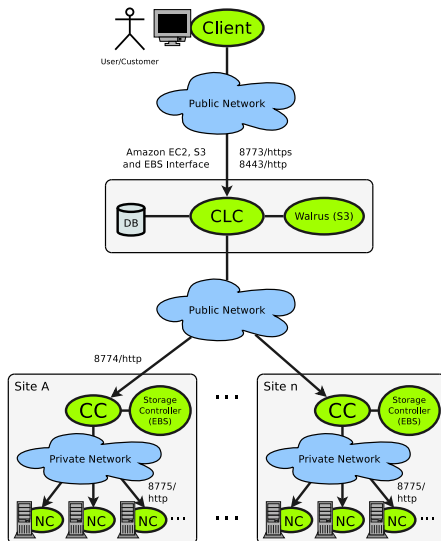 Client
User/Customer
Public Network
Amazon EC2, S3
and EBS Interface
8773/https
8443/http
DB
CLC
Walrus (S3)
Public Network
8774/http
Site A
CC
Storage
Controller
(EBS)
Private Network
8775/
http
NC
NC
NC
...
...
...
Site n
CC
Storage
Controller
(EBS)
Private Network
8775/
http
NC
NC
NC
...